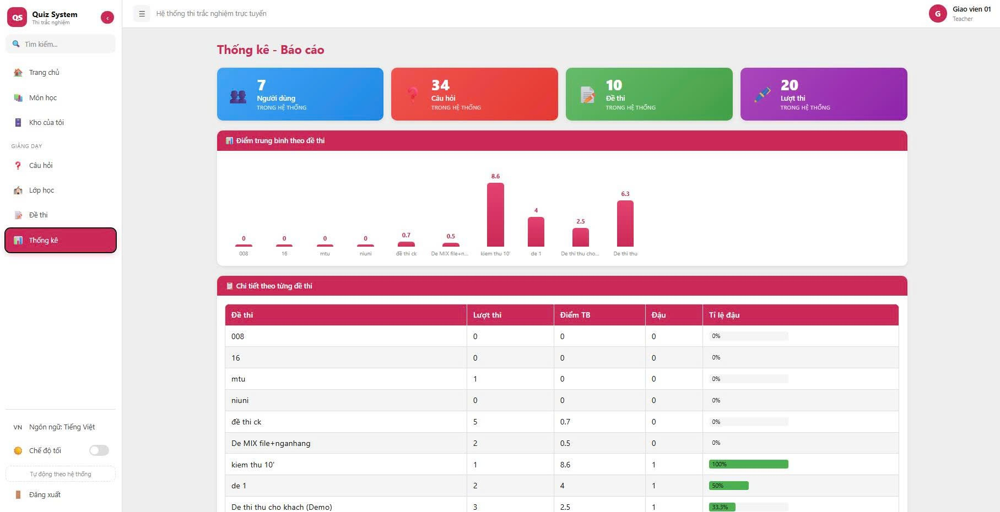 QS
Quiz System
Thi trắc nghiệm
‹
Tìm kiếm...
Trang chủ
Môn học
Kho của tôi
GIẢNG DẠY
Câu hỏi
Lớp học
Đề thi
Thống kê
VN Ngôn ngữ: Tiếng Việt
Chế độ tối
Tự động theo hệ thống
Đăng xuất
☰ Hệ thống thi trắc nghiệm trực tuyến
G
Giao vien 01
Teacher
Thống kê - Báo cáo
7
Người dùng
TRONG HỆ THỐNG
34
Câu hỏi
TRONG HỆ THỐNG
10
Đề thi
TRONG HỆ THỐNG
20
Lượt thi
TRONG HỆ THỐNG
Điểm trung bình theo đề thi
0 0 0 0 0.7 0.5 8.6 4 2.5 6.3
008 16 mtu niuni đề thi ck De MIX file+n... kiem thu 10' de 1 De thi thu cho... De thi thu
Chi tiết theo từng đề thi
Đề thi Lượt thi Điểm TB Đậu Tỉ lệ đậu
008 0 0 0 0%
16 0 0 0 0%
mtu 1 0 0 0%
niuni 0 0 0 0%
đề thi ck 5 0.7 0 0%
De MIX file+nganhang 2 0.5 0 0%
kiem thu 10' 1 8.6 1 100%
de 1 2 4 1 50%
De thi thu cho khach (Demo) 3 2.5 1 33.3%